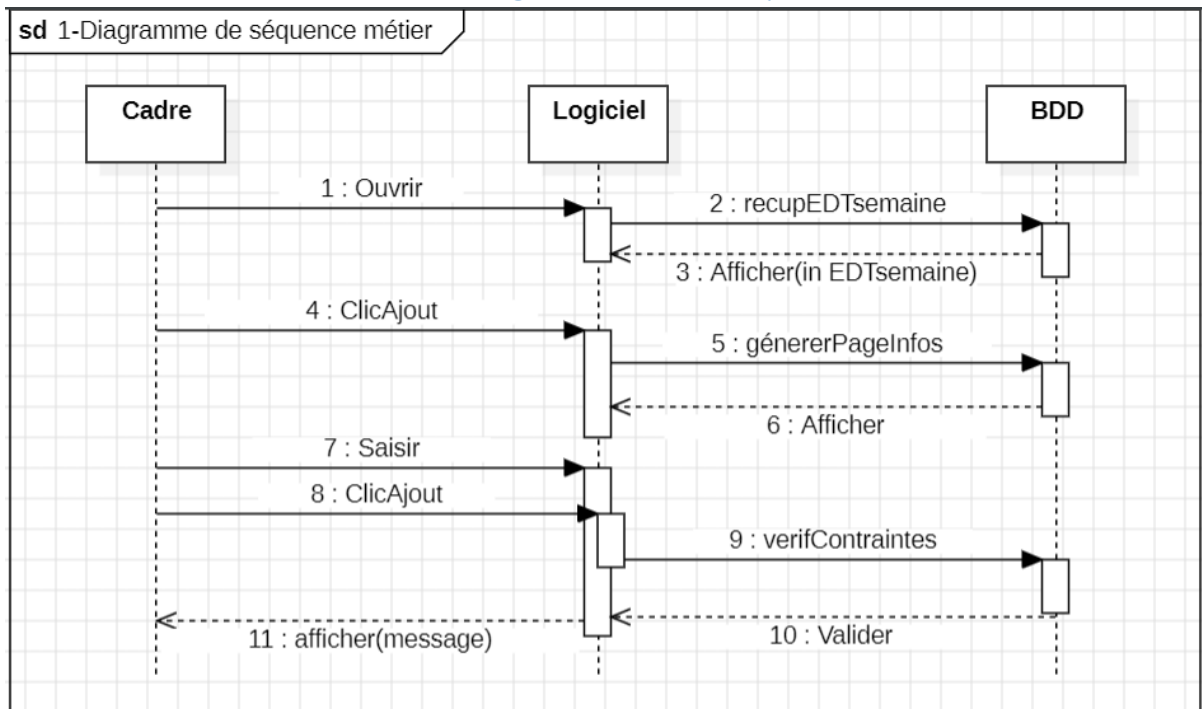 sd 1-Diagramme de séquence métier
Cadre
Logiciel
BDD
1 : Ouvrir
2 : recupEDTsemaine
3 : Afficher(in EDTsemaine)
4 : ClicAjout
5 : génererPageInfos
6 : Afficher
7 : Saisir
8 : ClicAjout
9 : verifContraintes
10 : Valider
11 : afficher(message)